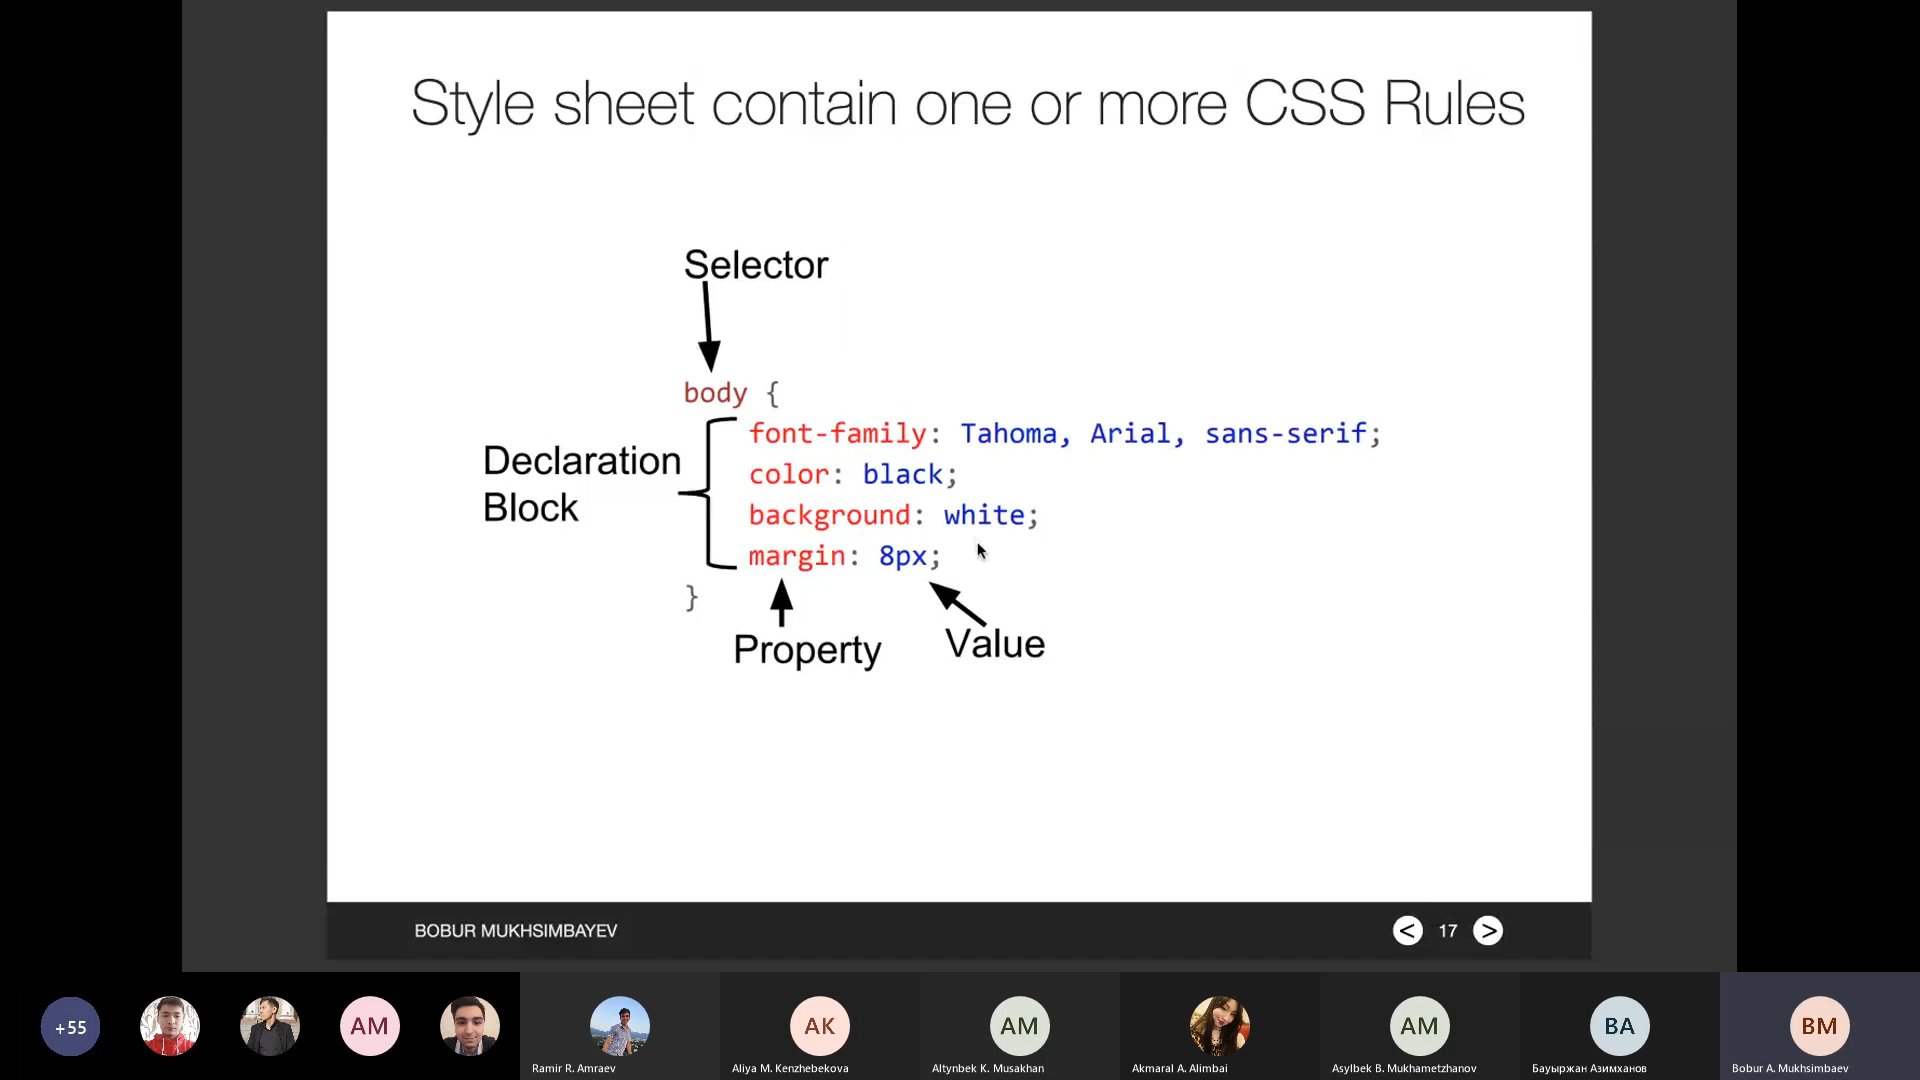 Style sheet contain one or more CSS Rules
Selector
body {
Declaration
Block
font-family: Tahoma, Arial, sans-serif;
color: black;
background: white;
margin: 8px;
}
Property
Value
BOBUR MUKHSIMBAYEV
< 17 >
+55
AM
AK
AM
AM
BA
BM
Ramir R. Amraev
Aliya M. Kenzhebekova
Altynbek K. Musakhan
Akmaral A. Alimbai
Asylbek B. Mukhametzhanov
Бауыржан Азимханов
Bobur A. Mukhsimbaev